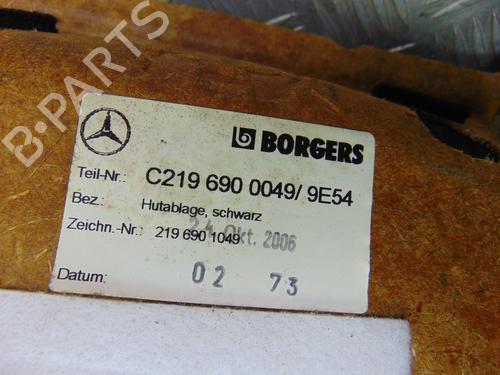 B-PARTS
BORGERS
Teil-Nr.: C219 690 0049/ 9E54
Bez.: Hutablage, schwarz
Zeichn.-Nr.: 219 690 1049
24. Okt. 2006
Datum: 02 73